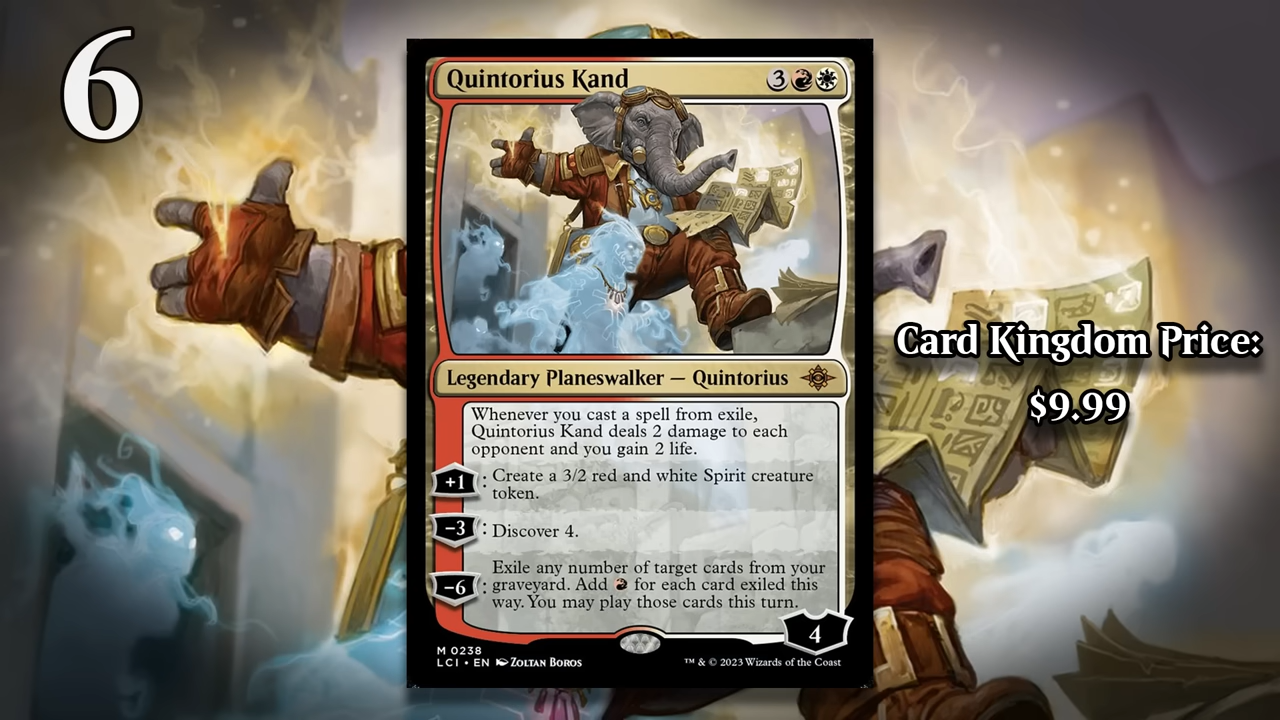 6
Quintorius Kand 3
Legendary Planeswalker — Quintorius
Whenever you cast a spell from exile,
Quintorius Kand deals 2 damage to each
opponent and you gain 2 life.
+1: Create a 3/2 red and white Spirit creature
token.
−3: Discover 4.
Exile any number of target cards from your
−6: graveyard. Add for each card exiled this
way. You may play those cards this turn.
4
M 0238
LCI • EN Zoltan Boros
™ & © 2023 Wizards of the Coast
Card Kingdom Price:
$9.99